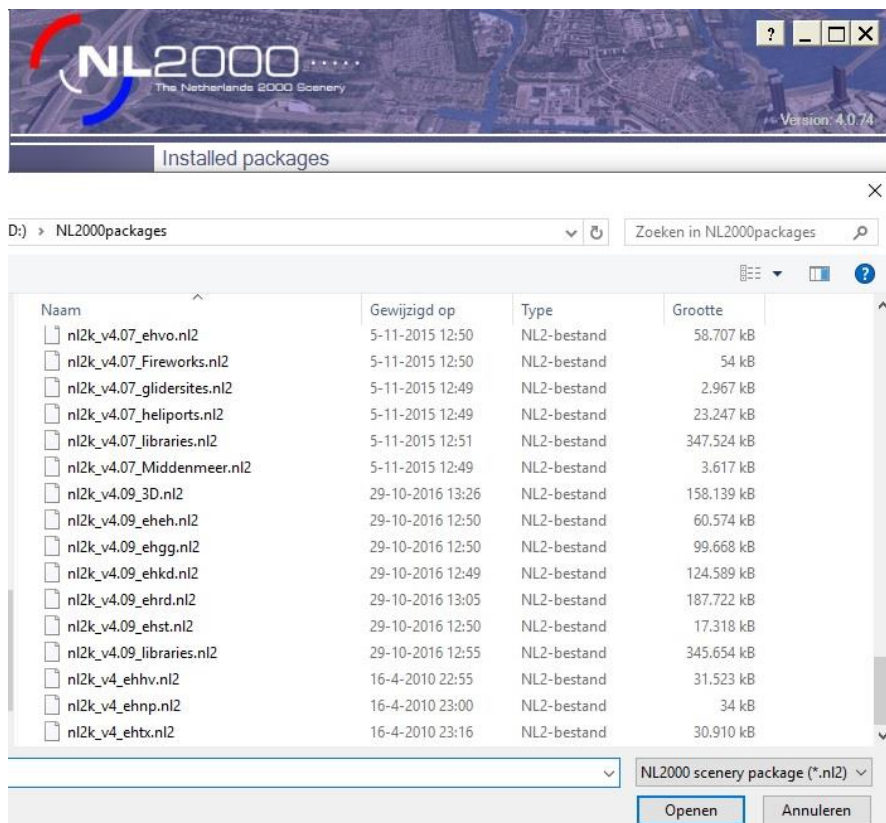 NL2000
The Netherlands 2000 Scenery
?
Version: 4.0.74
Installed packages
D:) > NL2000packages
Zoeken in NL2000packages
?
Naam Gewijzigd op Type Grootte
nl2k_v4.07_ehvo.nl2 5-11-2015 12:50 NL2-bestand 58.707 kB
nl2k_v4.07_Fireworks.nl2 5-11-2015 12:50 NL2-bestand 54 kB
nl2k_v4.07_glidersites.nl2 5-11-2015 12:49 NL2-bestand 2.967 kB
nl2k_v4.07_heliports.nl2 5-11-2015 12:49 NL2-bestand 23.247 kB
nl2k_v4.07_libraries.nl2 5-11-2015 12:51 NL2-bestand 347.524 kB
nl2k_v4.07_Middenmeer.nl2 5-11-2015 12:49 NL2-bestand 3.617 kB
nl2k_v4.09_3D.nl2 29-10-2016 13:26 NL2-bestand 158.139 kB
nl2k_v4.09_eheh.nl2 29-10-2016 12:50 NL2-bestand 60.574 kB
nl2k_v4.09_ehgg.nl2 29-10-2016 12:50 NL2-bestand 99.668 kB
nl2k_v4.09_ehkd.nl2 29-10-2016 12:49 NL2-bestand 124.589 kB
nl2k_v4.09_ehrd.nl2 29-10-2016 13:05 NL2-bestand 187.722 kB
nl2k_v4.09_ehst.nl2 29-10-2016 12:50 NL2-bestand 17.318 kB
nl2k_v4.09_libraries.nl2 29-10-2016 12:55 NL2-bestand 345.654 kB
nl2k_v4_ehhv.nl2 16-4-2010 22:55 NL2-bestand 31.523 kB
nl2k_v4_ehnp.nl2 16-4-2010 23:00 NL2-bestand 34 kB
nl2k_v4_ehtx.nl2 16-4-2010 23:16 NL2-bestand 30.910 kB
NL2000 scenery package (*.nl2)
Openen Annuleren